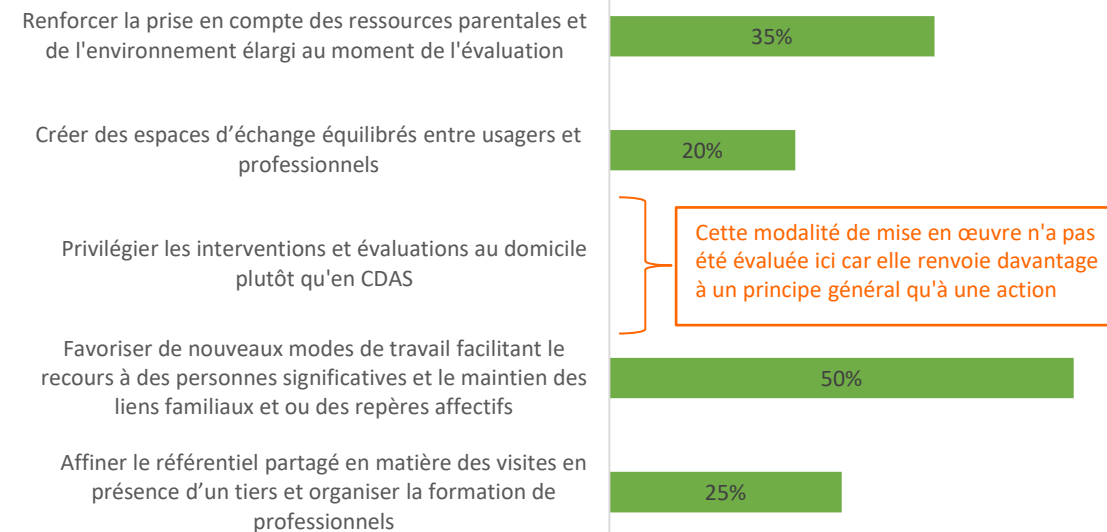 Renforcer la prise en compte des ressources parentales et
de l'environnement élargi au moment de l'évaluation
35%
Créer des espaces d’échange équilibrés entre usagers et
professionnels
20%
Privilégier les interventions et évaluations au domicile
plutôt qu'en CDAS
Cette modalité de mise en œuvre n'a pas
été évaluée ici car elle renvoie davantage
à un principe général qu'à une action
Favoriser de nouveaux modes de travail facilitant le
recours à des personnes significatives et le maintien des
liens familiaux et ou des repères affectifs
50%
Affiner le référentiel partagé en matière des visites en
présence d’un tiers et organiser la formation de
professionnels
25%